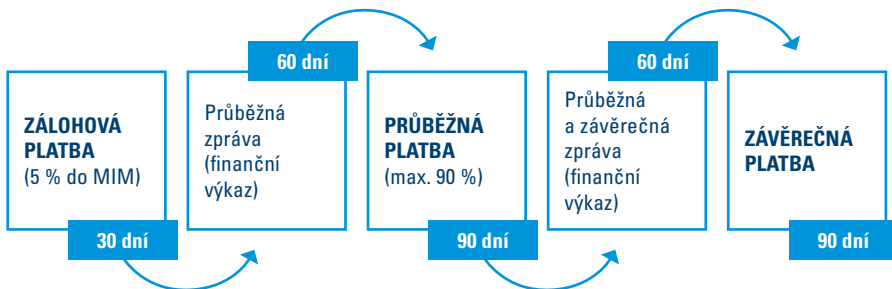 60 dní
60 dní
ZÁLOHOVÁ
PLATBA
(5 % do MIM)
30 dní
Průběžná
zpráva
(finanční
výkaz)
PRŮBĚŽNÁ
PLATBA
(max. 90 %)
90 dní
Průběžná
a závěrečná
zpráva
(finanční
výkaz)
ZÁVĚREČNÁ
PLATBA
90 dní